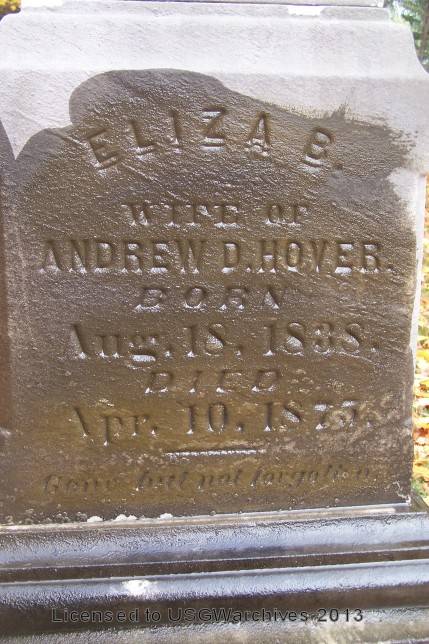 ELIZA B.
WIFE OF
ANDREW D. HOVER.
BORN
Aug. 18, 1838.
DIED
Apr. 10, 1877.
Gone but not forgotten.
Licensed to USGWarchives 2013